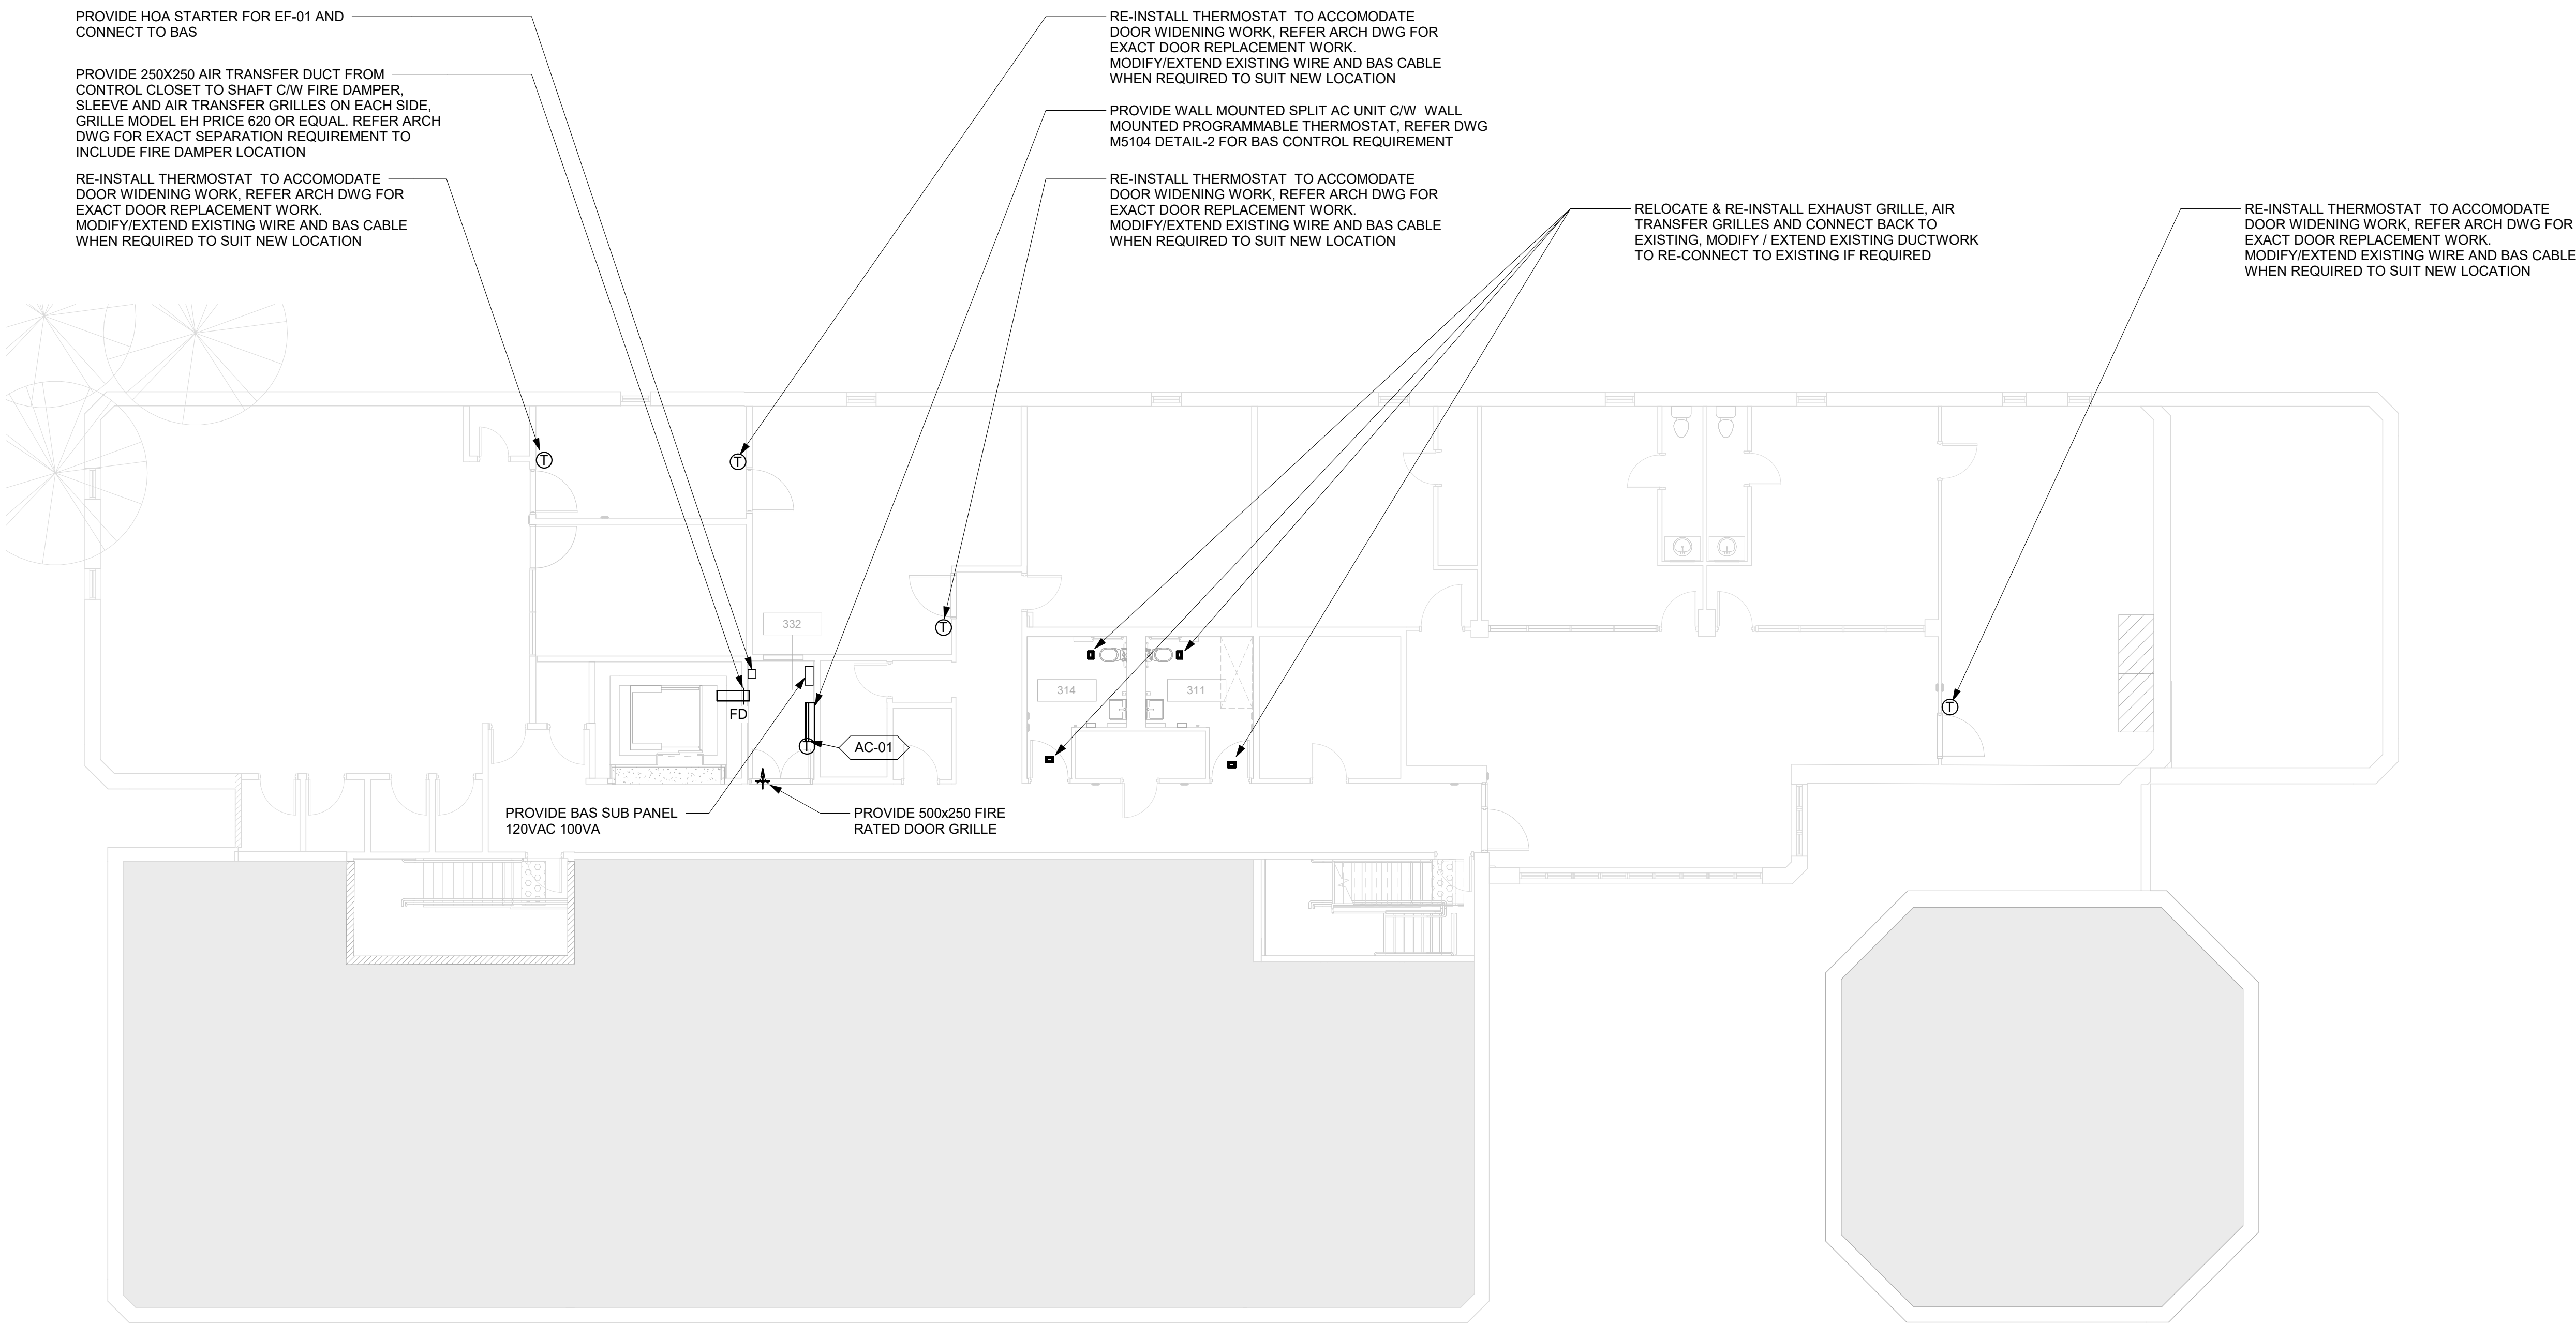 PROVIDE HOA STARTER FOR EF-01 AND
CONNECT TO BAS
PROVIDE 250X250 AIR TRANSFER DUCT FROM
CONTROL CLOSET TO SHAFT C/W FIRE DAMPER,
SLEEVE AND AIR TRANSFER GRILLES ON EACH SIDE,
GRILLE MODEL EH PRICE 620 OR EQUAL. REFER ARCH
DWG FOR EXACT SEPARATION REQUIREMENT TO
INCLUDE FIRE DAMPER LOCATION
RE-INSTALL THERMOSTAT TO ACCOMODATE
DOOR WIDENING WORK, REFER ARCH DWG FOR
EXACT DOOR REPLACEMENT WORK.
MODIFY/EXTEND EXISTING WIRE AND BAS CABLE
WHEN REQUIRED TO SUIT NEW LOCATION
RE-INSTALL THERMOSTAT TO ACCOMODATE
DOOR WIDENING WORK, REFER ARCH DWG FOR
EXACT DOOR REPLACEMENT WORK.
MODIFY/EXTEND EXISTING WIRE AND BAS CABLE
WHEN REQUIRED TO SUIT NEW LOCATION
PROVIDE WALL MOUNTED SPLIT AC UNIT C/W WALL
MOUNTED PROGRAMMABLE THERMOSTAT, REFER DWG
M5104 DETAIL-2 FOR BAS CONTROL REQUIREMENT
RE-INSTALL THERMOSTAT TO ACCOMODATE
DOOR WIDENING WORK, REFER ARCH DWG FOR
EXACT DOOR REPLACEMENT WORK.
MODIFY/EXTEND EXISTING WIRE AND BAS CABLE
WHEN REQUIRED TO SUIT NEW LOCATION
RELOCATE & RE-INSTALL EXHAUST GRILLE, AIR
TRANSFER GRILLES AND CONNECT BACK TO
EXISTING, MODIFY / EXTEND EXISTING DUCTWORK
TO RE-CONNECT TO EXISTING IF REQUIRED
RE-INSTALL THERMOSTAT TO ACCOMODATE
DOOR WIDENING WORK, REFER ARCH DWG FOR
EXACT DOOR REPLACEMENT WORK.
MODIFY/EXTEND EXISTING WIRE AND BAS CABLE
WHEN REQUIRED TO SUIT NEW LOCATION
T
T
T
332
314
311
T
FD
T
AC-01
PROVIDE BAS SUB PANEL
120VAC 100VA
PROVIDE 500x250 FIRE
RATED DOOR GRILLE